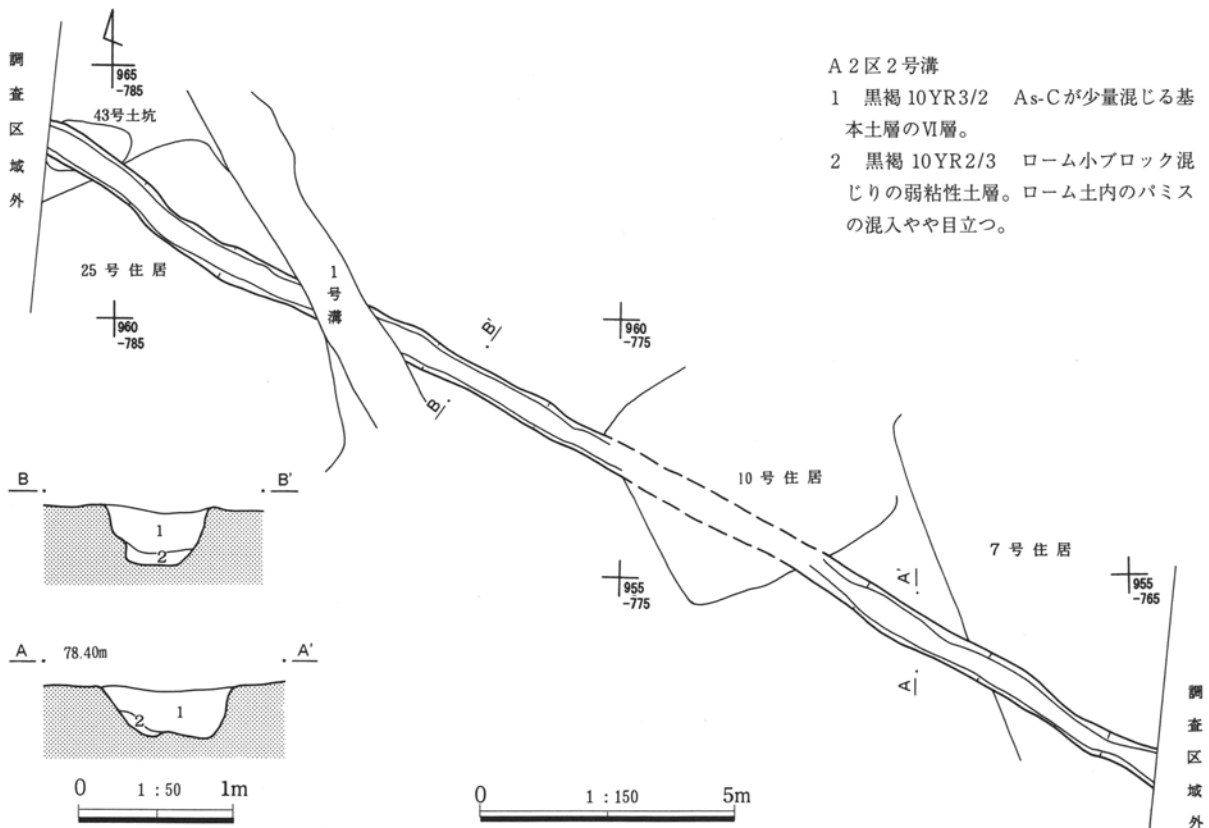 調査区域外
965
-785
43号土坑
A2区2号溝
1　黒褐 10YR3/2　As-Cが少量混じる基
本土層のⅥ層。
2　黒褐 10YR2/3　ローム小ブロック混
じりの弱粘性土層。ローム土内のパミス
の混入やや目立つ。
25号住居
1号溝
960
-785
B'
960
-775
B
10号住居
B B'
1
2
7号住居
955
-775
A'
955
-765
A
A 78.40m A'
1
2
調査区域外
0 1:50 1m
0 1:150 5m